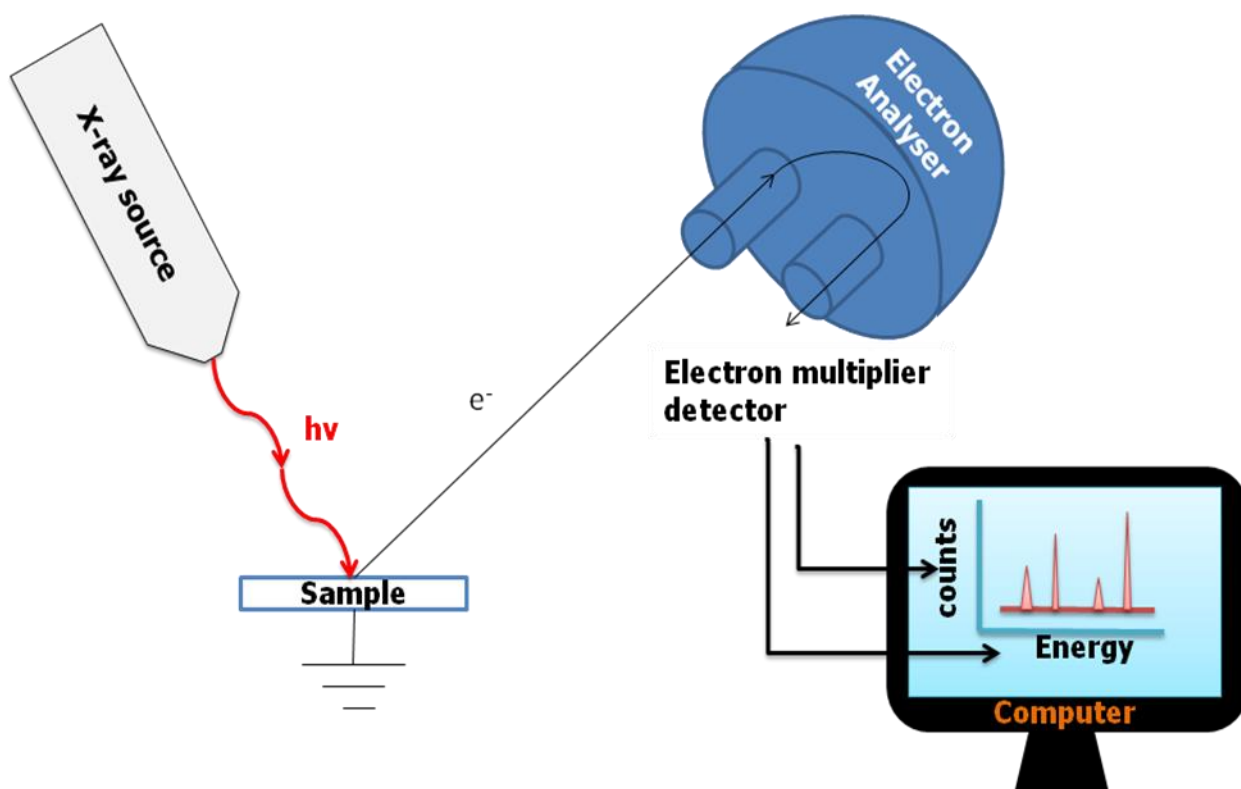 X-ray source
Electron
Analyser
hv
e-
Electron multiplier
detector
Sample
counts
Energy
Computer